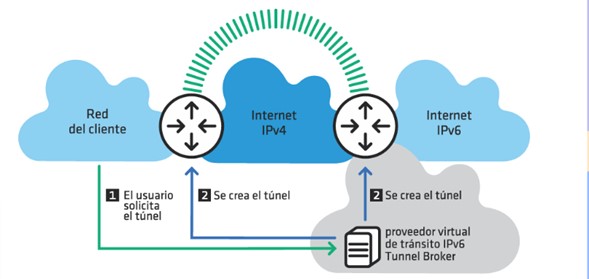 Red
del cliente
Internet
IPv4
Internet
IPv6
1 El usuario
solicita
el túnel
2 Se crea el túnel
2 Se crea el túnel
proveedor virtual
de tránsito IPv6
Tunnel Broker